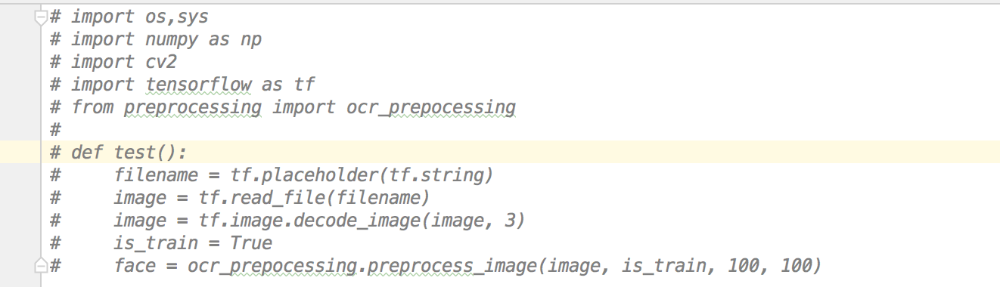 # import os,sys
# import numpy as np
# import cv2
# import tensorflow as tf
# from preprocessing import ocr_prepocessing
#
# def test():
#     filename = tf.placeholder(tf.string)
#     image = tf.read_file(filename)
#     image = tf.image.decode_image(image, 3)
#     is_train = True
#     face = ocr_prepocessing.preprocess_image(image, is_train, 100, 100)